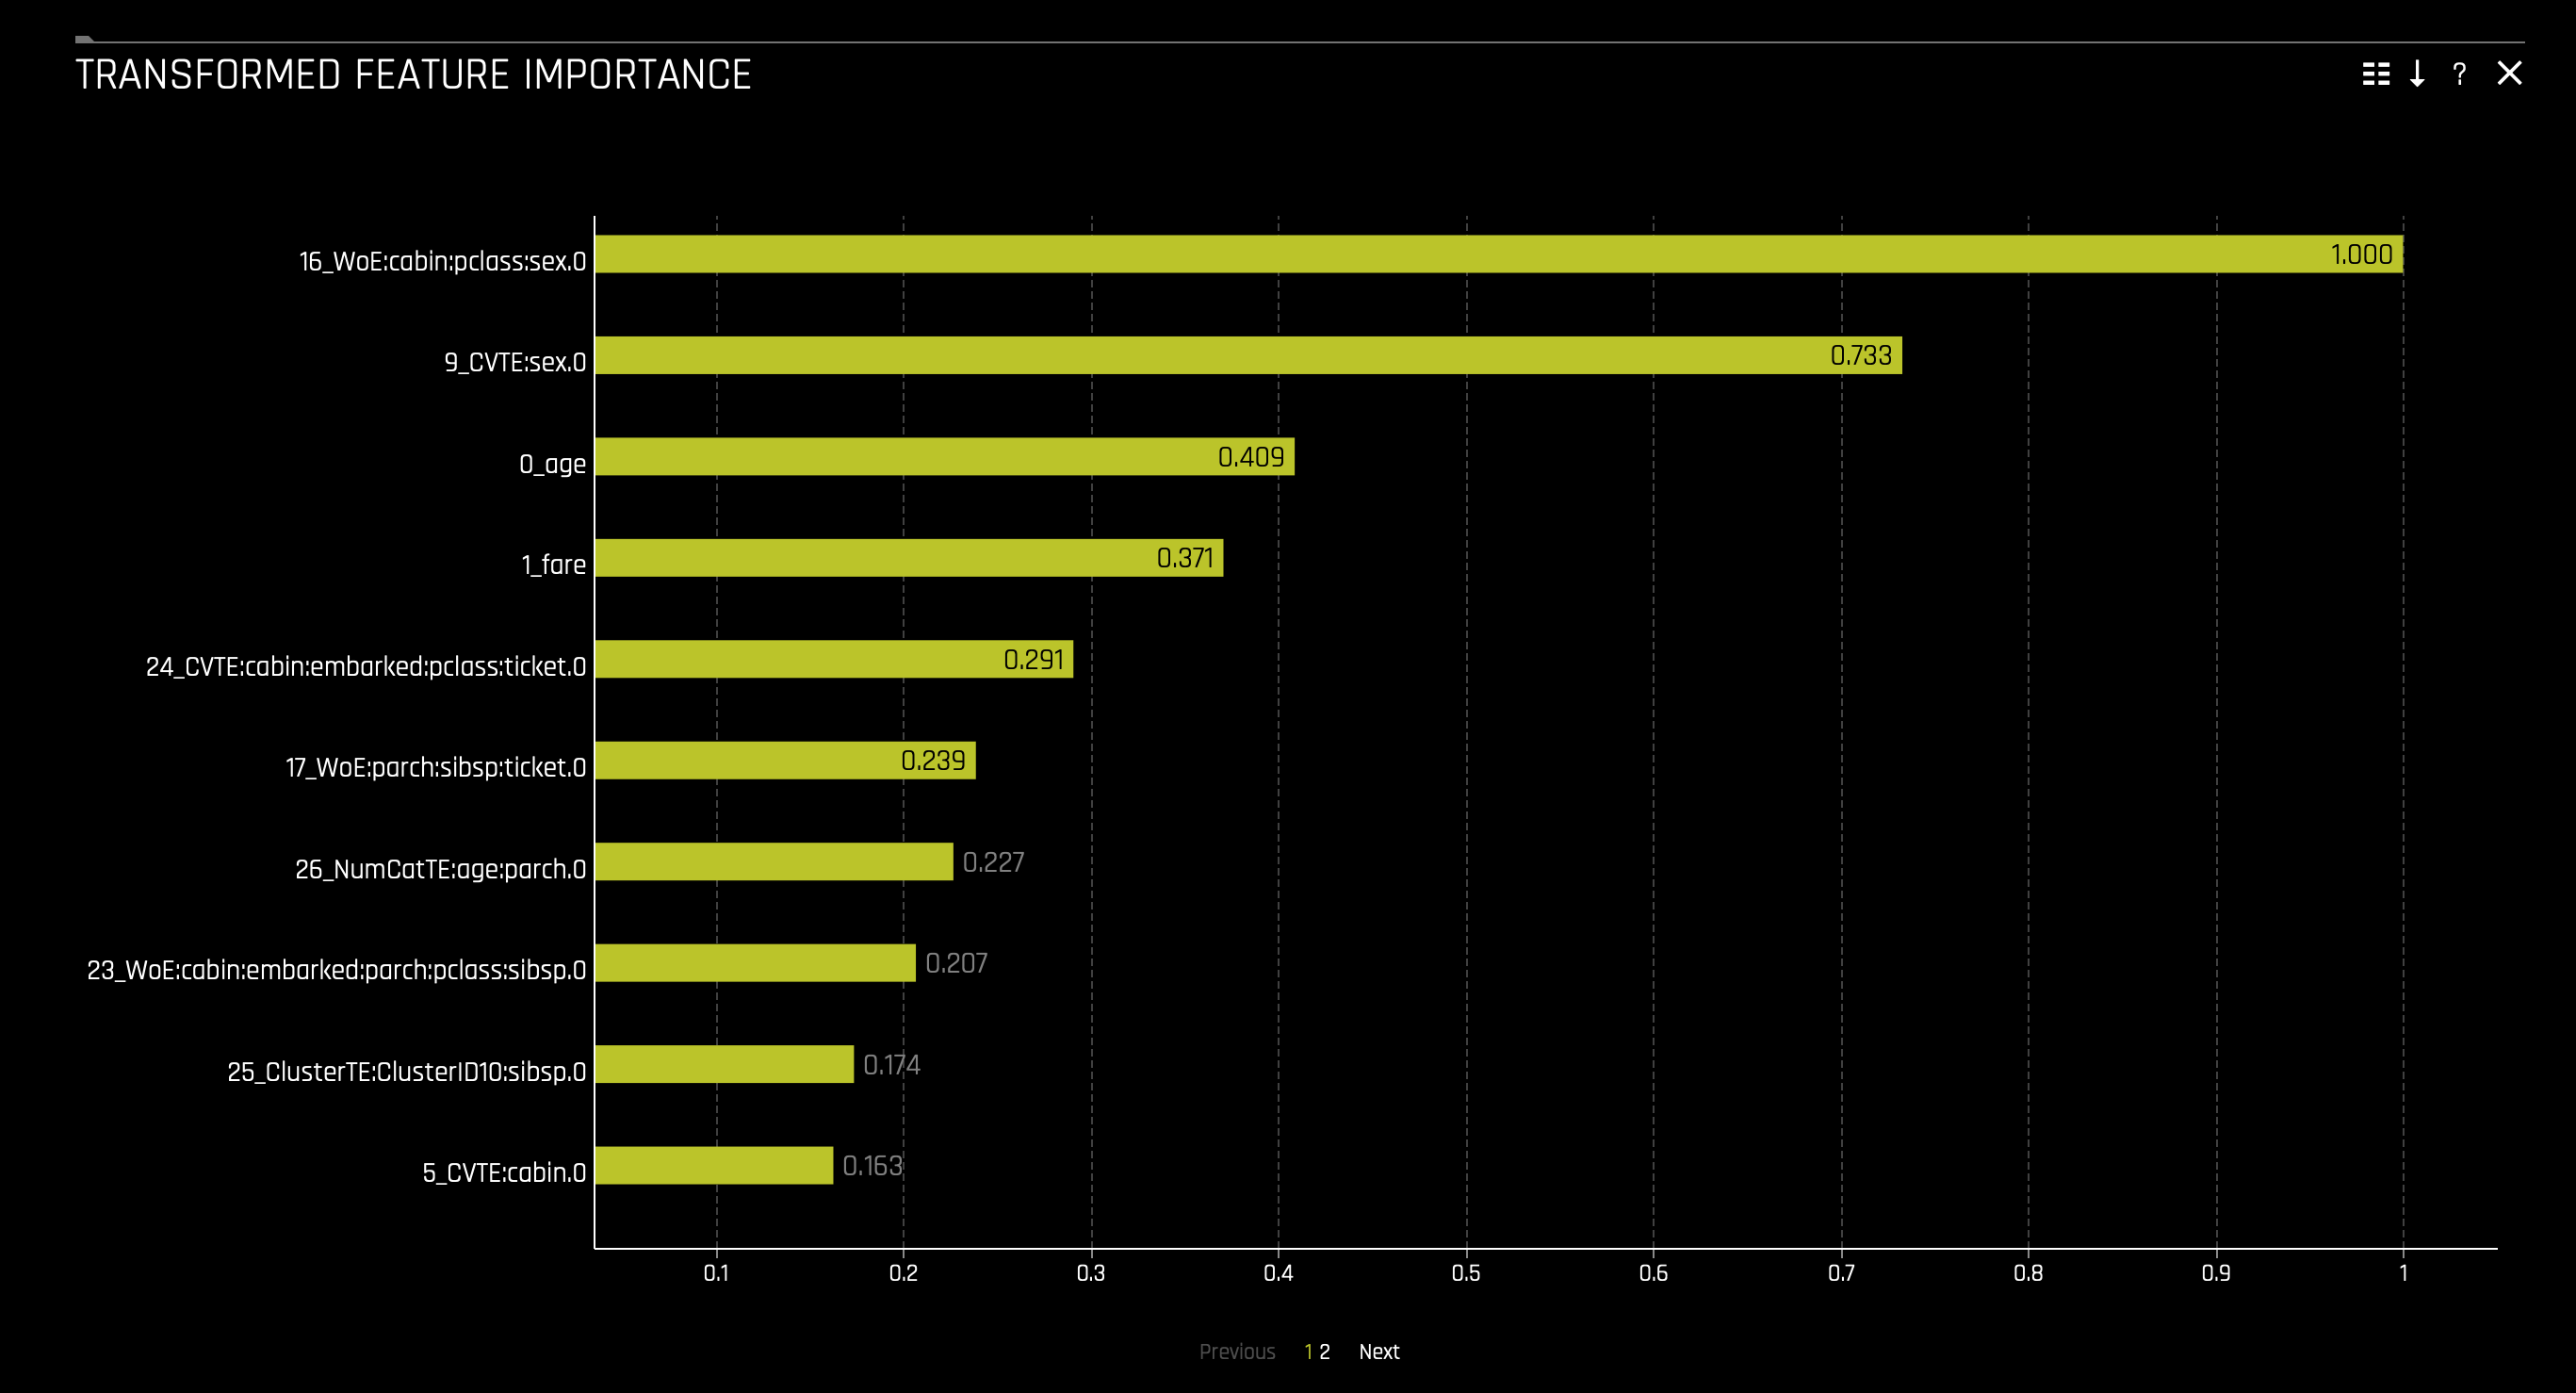 TRANSFORMED FEATURE IMPORTANCE ?
16_WoE:cabin:pclass:sex.0 1.000
9_CVTE:sex.0 0.733
0_age 0.409
1_fare 0.371
24_CVTE:cabin:embarked:pclass:ticket.0 0.291
17_WoE:parch:sibsp:ticket.0 0.239
26_NumCatTE:age:parch.0 0.227
23_WoE:cabin:embarked:parch:pclass:sibsp.0 0.207
25_ClusterTE:ClusterID10:sibsp.0 0.174
5_CVTE:cabin.0 0.163
0.1 0.2 0.3 0.4 0.5 0.6 0.7 0.8 0.9 1
Previous 1 2 Next